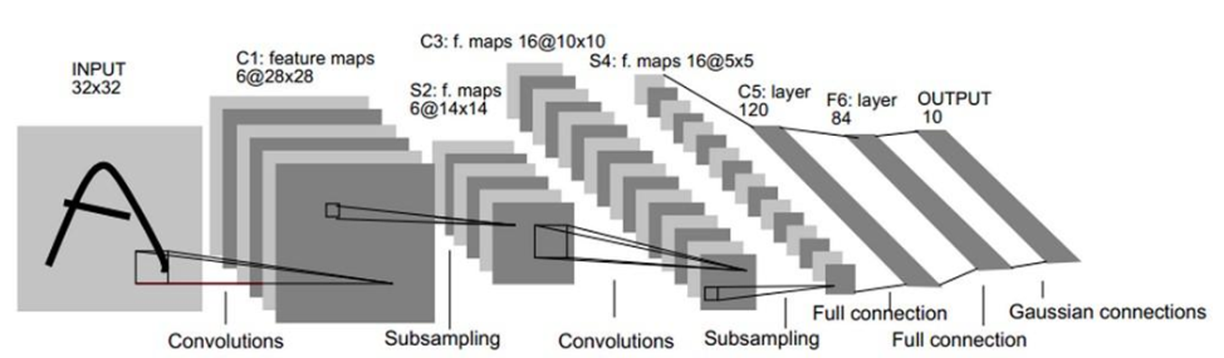 INPUT
32x32
C1: feature maps
6@28x28
S2: f. maps
6@14x14
C3: f. maps 16@10x10
S4: f. maps 16@5x5
C5: layer
120
F6: layer
84
OUTPUT
10
Convolutions
Subsampling
Convolutions
Subsampling
Full connection
Full connection
Gaussian connections